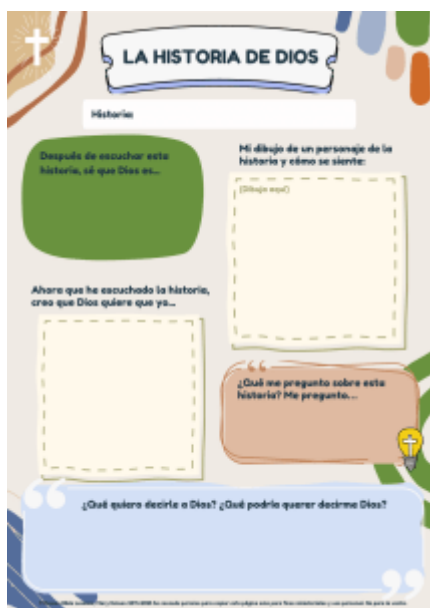 LA HISTORIA DE DIOS
Historia:
Después de escuchar esta
historia, sé que Dios es...
Mi dibujo de un personaje de la
historia y cómo se siente:
(Dibuja aquí)
Ahora que he escuchado la historia,
creo que Dios quiere que yo...
¿Qué me pregunto sobre esta
historia? Me pregunto...
¿Qué quiero decirle a Dios? ¿Qué podría querer decirme Dios?